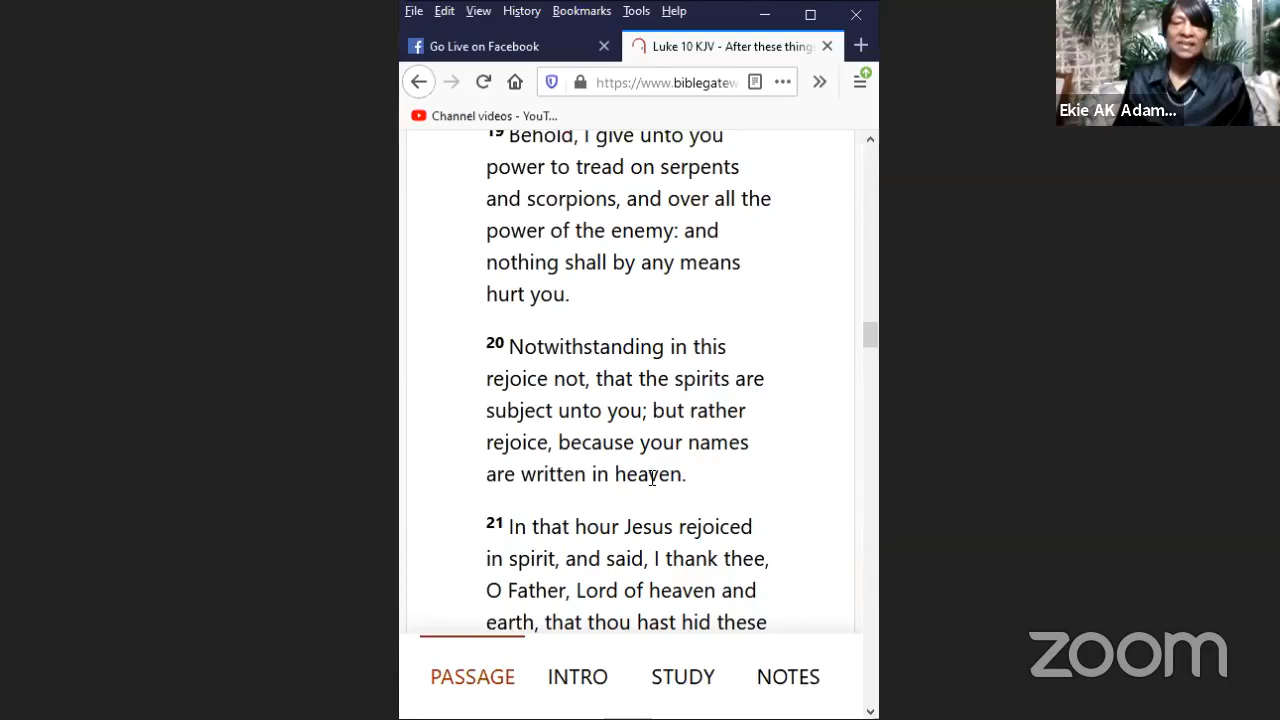 File Edit View History Bookmarks Tools Help
Go Live on Facebook
Luke 10 KJV - After these thing
https://www.biblegatew
Channel videos - YouT...
Ekie AK Adam...
19 Behold, I give unto you
power to tread on serpents
and scorpions, and over all the
power of the enemy: and
nothing shall by any means
hurt you.
20 Notwithstanding in this
rejoice not, that the spirits are
subject unto you; but rather
rejoice, because your names
are written in heaven.
21 In that hour Jesus rejoiced
in spirit, and said, I thank thee,
O Father, Lord of heaven and
earth, that thou hast hid these
PASSAGE INTRO STUDY NOTES
zoom